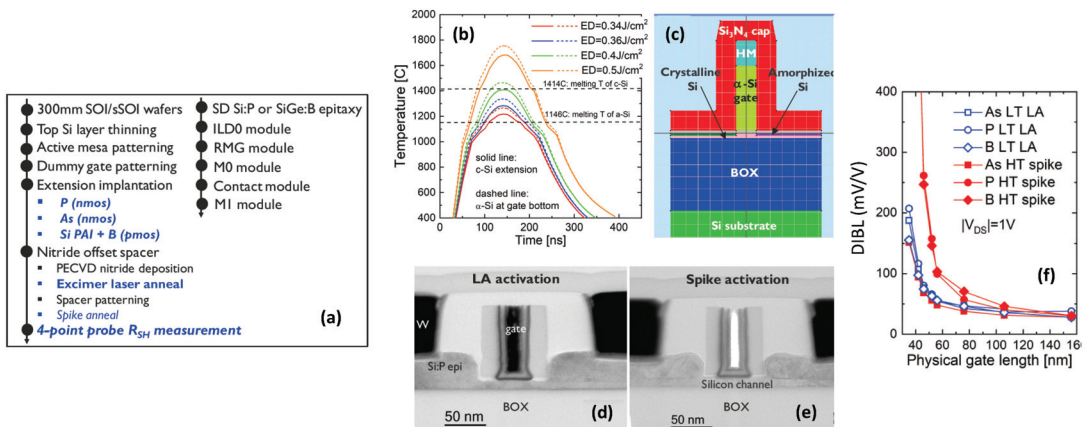 300mm SOI/sSOI wafers
Top Si layer thinning
Active mesa patterning
Dummy gate patterning
Extension implantation
P (nmos)
As (nmos)
Si PAI + B (pmos)
Nitride offset spacer
PECVD nitride deposition
Excimer laser anneal
Spacer patterning
Spike anneal
4-point probe RSH measurement
SD Si:P or SiGe:B epitaxy
ILD0 module
RMG module
M0 module
Contact module
M1 module
(a)
(b)
2000
1800
1600
1400
1200
1000
800
600
400
Temperature [C]
ED=0.34J/cm²
ED=0.36J/cm²
ED=0.4J/cm²
ED=0.5J/cm²
1414C: melting T of c-Si
1146C: melting T of a-Si
solid line:
c-Si extension
dashed line:
α-Si at gate bottom
0 50 100 150 200 250 300 350 400 450
Time [ns]
(c)
Si3N4 cap
HM
α-Si
gate
Crystalline
Si
Amorphized
Si
BOX
Si substrate
LA activation
gate
W
Si:P epi
BOX
50 nm
(d)
Spike activation
Silicon channel
BOX
50 nm
(e)
400
300
200
100
50
0
DIBL (mV/V)
As LT LA
P LT LA
B LT LA
As HT spike
P HT spike
B HT spike
|VDS|=1V
(f)
40 60 80 100 120 140 160
Physical gate length [nm]